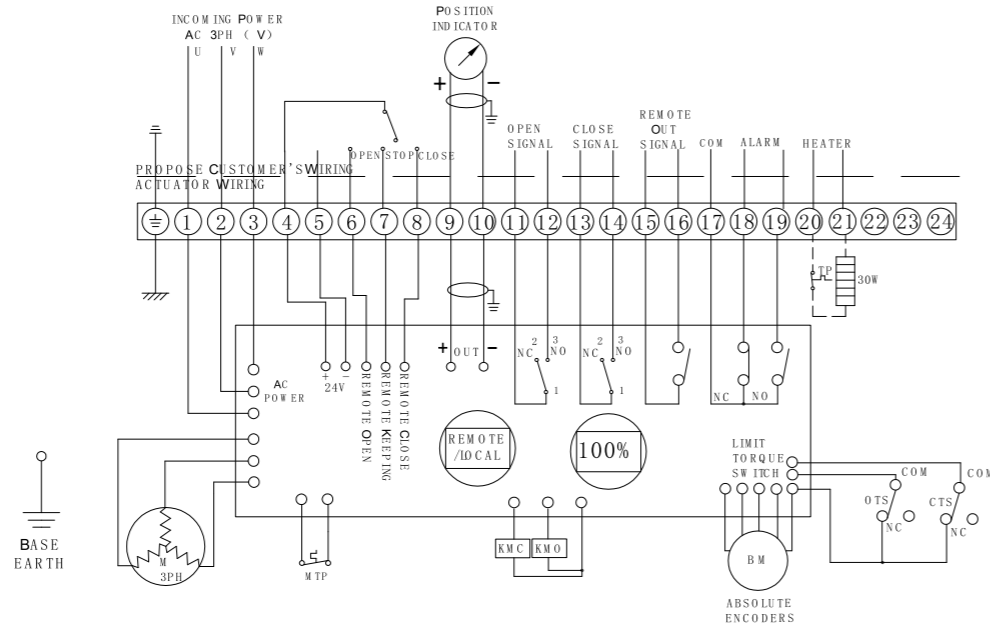 POSITION
INDICATOR
INCOMING POWER
AC 3PH ( V)
U V W
+ −
REMOTE
OUT
SIGNAL
OPEN
SIGNAL
CLOSE
SIGNAL
COM ALARM HEATER
OPEN STOP CLOSE
PROPOSE CUSTOMER'S WIRING
ACTUATOR WIRING
1 2 3 4 5 6 7 8 9 10 11 12 13 14 15 16 17 18 19 20 21 22 23 24
TP
30W
+ −
24V
AC
POWER
REMOTE OPEN
REMOTE KEEPING
REMOTE CLOSE
+ OUT −
2 3
NC NO
1
2 3
NC NO
1
NC NO
REMOTE
/LOCAL
100%
LIMIT
TORQUE
SWITCH
COM
COM
OTS
NC
CTS
NC
BASE
EARTH
M
3PH
MTP
KMC
KMO
BM
ABSOLUTE
ENCODERS